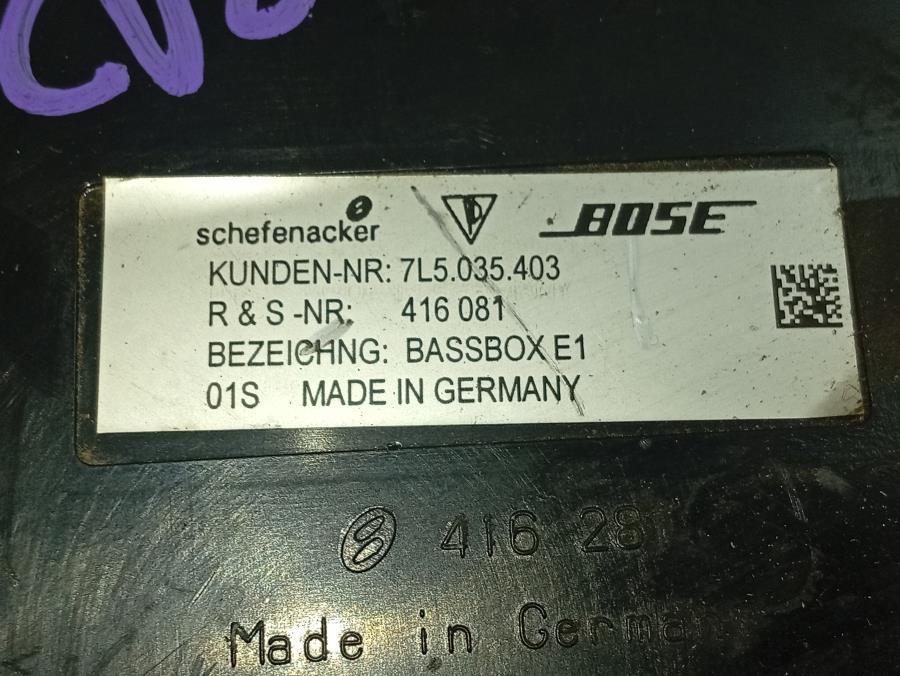 schefenacker BOSE
KUNDEN-NR: 7L5.035.403
R & S -NR: 416 081
BEZEICHNG: BASSBOX E1
01S MADE IN GERMANY
416 28
Made in